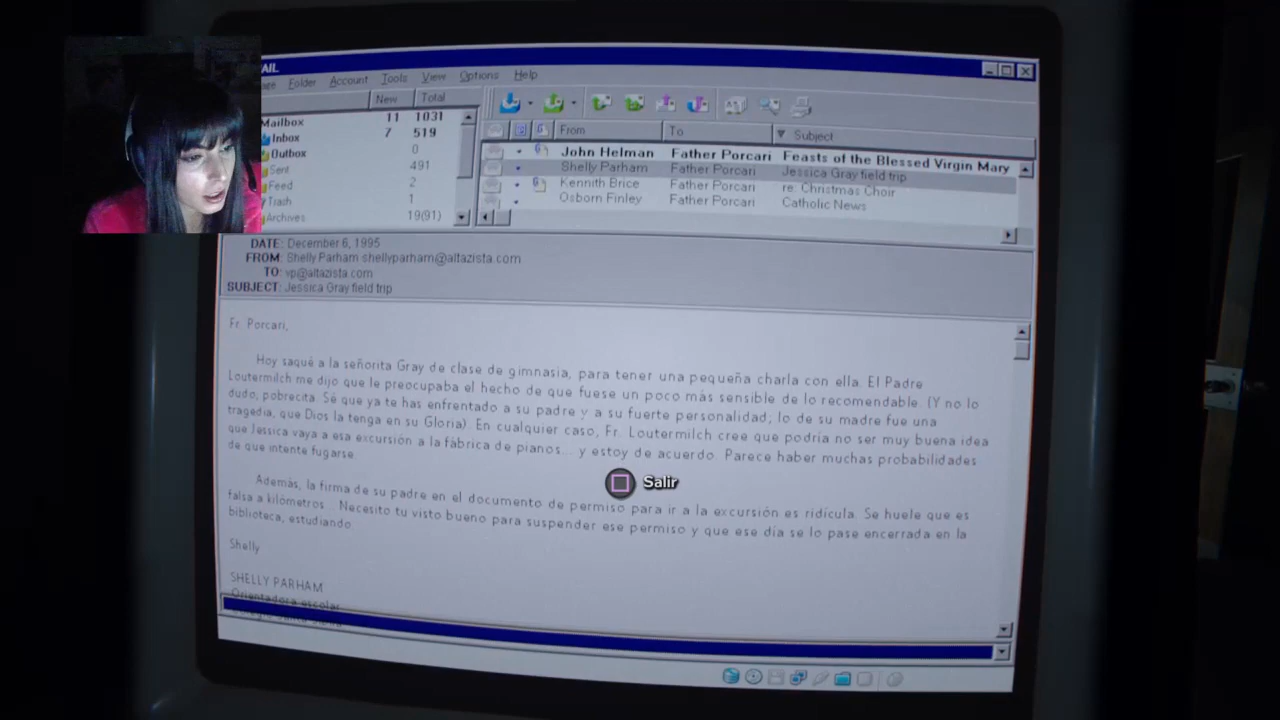 AIL
Folder Account Tools View Options Help
New Total
Mailbox 11 1031
Inbox 7 519
Outbox 0
Sent 491
Feed 2
Trash 1
Archives 19(91)
From To Subject
John Helman Father Porcari Feasts of the Blessed Virgin Mary
Shelly Parham Father Porcari Jessica Gray field trip
Kennith Brice Father Porcari re: Christmas Choir
Osborn Finley Father Porcari Catholic News
DATE: December 6, 1995
FROM: Shelly Parham shellyparham@altazista.com
TO: vp@altazista.com
SUBJECT: Jessica Gray field trip
Fr. Porcari,
Hoy saqué a la señorita Gray de clase de gimnasia, para tener una pequeña charla con ella. El Padre
Loutermilch me dijo que le preocupaba el hecho de que fuese un poco más sensible de lo recomendable. (Y no lo
dudo, pobrecita. Sé que ya te has enfrentado a su padre y a su fuerte personalidad; lo de su madre fue una
tragedia, que Dios la tenga en su Gloria). En cualquier caso, Fr. Loutermilch cree que podría no ser muy buena idea
que Jessica vaya a esa excursión a la fábrica de pianos... y estoy de acuerdo. Parece haber muchas probabilidades
de que intente fugarse.
Salir
Además, la firma de su padre en el documento de permiso para ir a la excursión es ridícula. Se huele que es
falsa a kilómetros... Necesito tu visto bueno para suspender ese permiso y que ese día se lo pase encerrada en la
biblioteca, estudiando.
Shelly
SHELLY PARHAM
Orientadora escolar